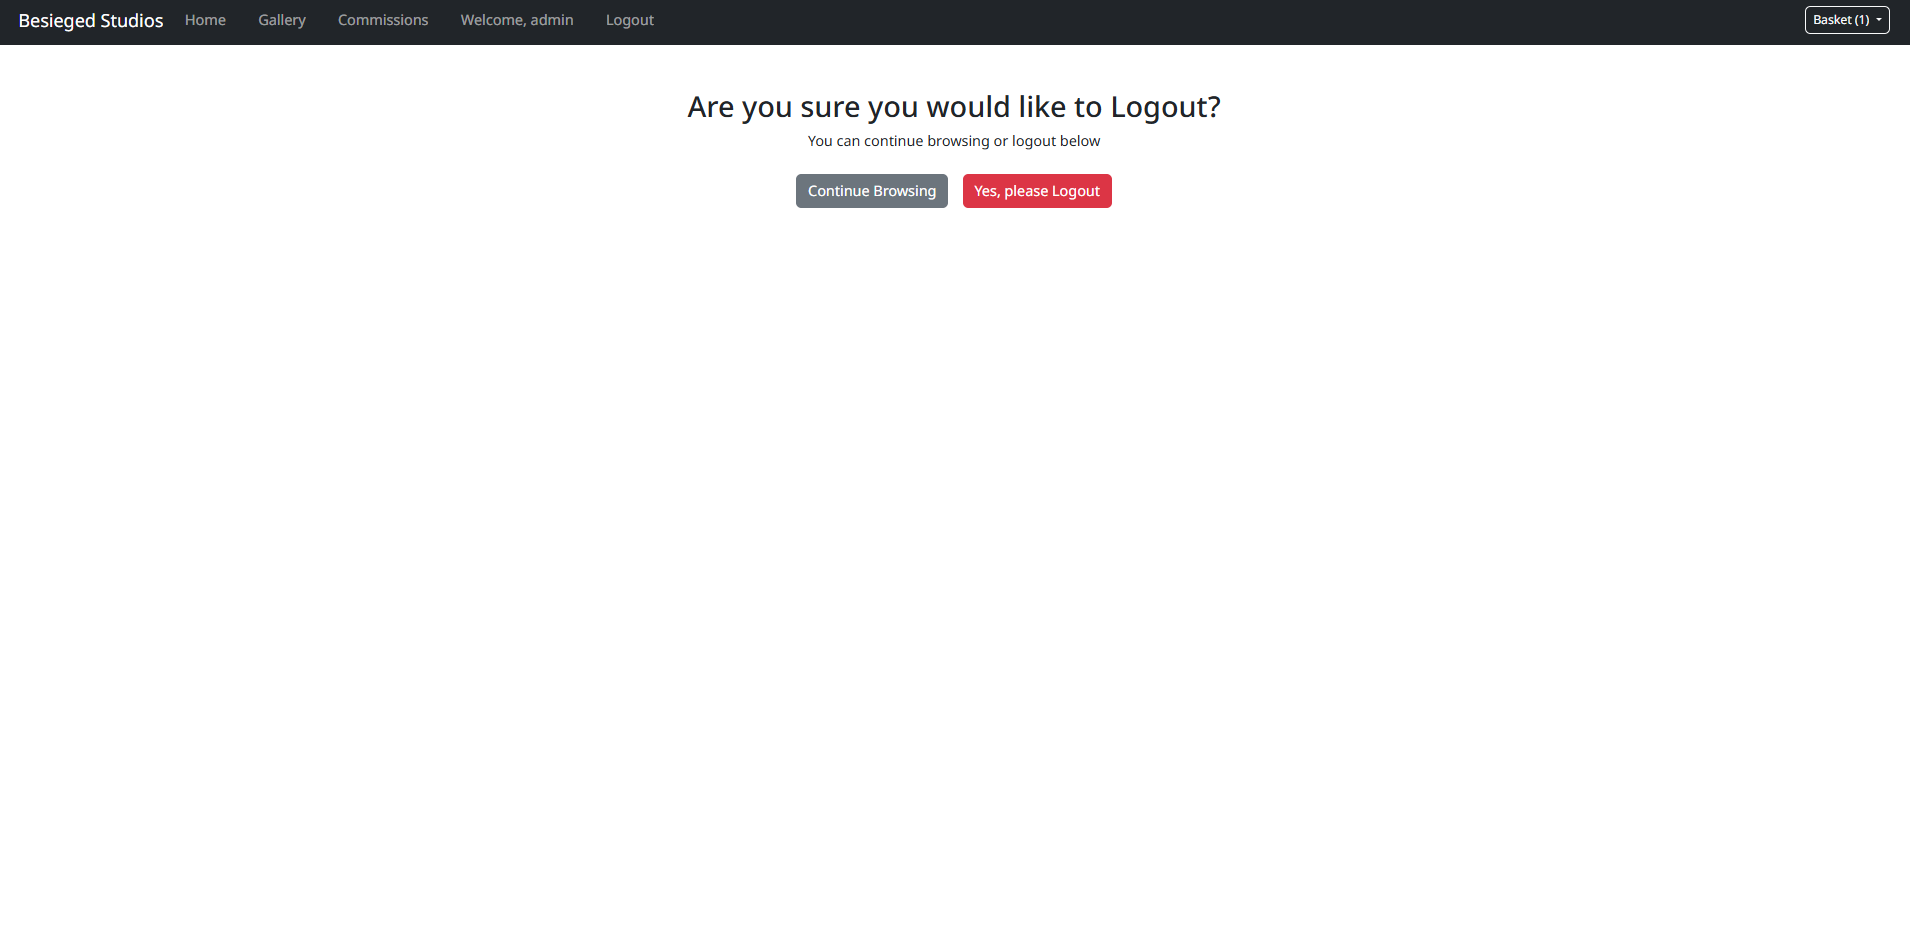 Besieged Studios Home Gallery Commissions Welcome, admin Logout Basket (1)
Are you sure you would like to Logout?
You can continue browsing or logout below
Continue Browsing Yes, please Logout